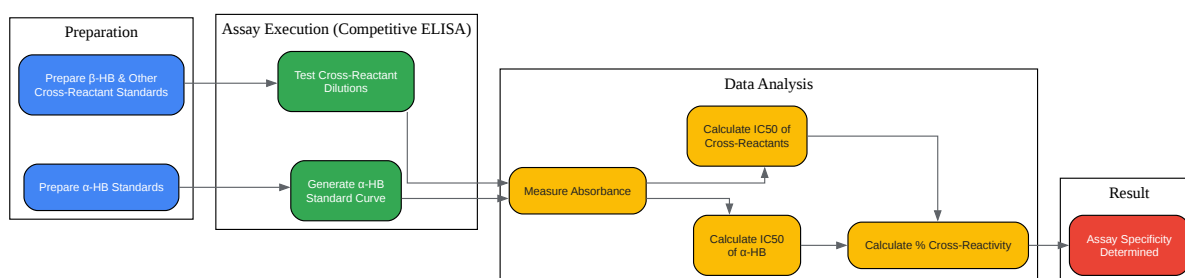 Preparation
Prepare β-HB & Other
Cross-Reactant Standards
Prepare α-HB Standards
Assay Execution (Competitive ELISA)
Test Cross-Reactant
Dilutions
Generate α-HB
Standard Curve
Data Analysis
Measure Absorbance
Calculate IC50 of
Cross-Reactants
Calculate IC50
of α-HB
Calculate % Cross-Reactivity
Result
Assay Specificity
Determined